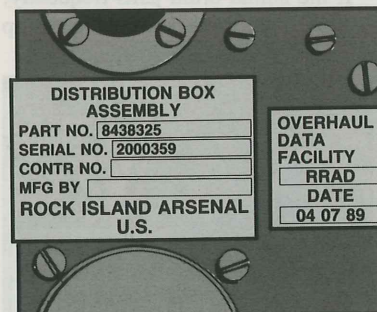 DISTRIBUTION BOX
ASSEMBLY
PART NO. 8438325
SERIAL NO. 2000359
CONTR NO.
MFG BY
ROCK ISLAND ARSENAL
U.S.
OVERHAUL
DATA
FACILITY
RRAD
DATE
04 07 89